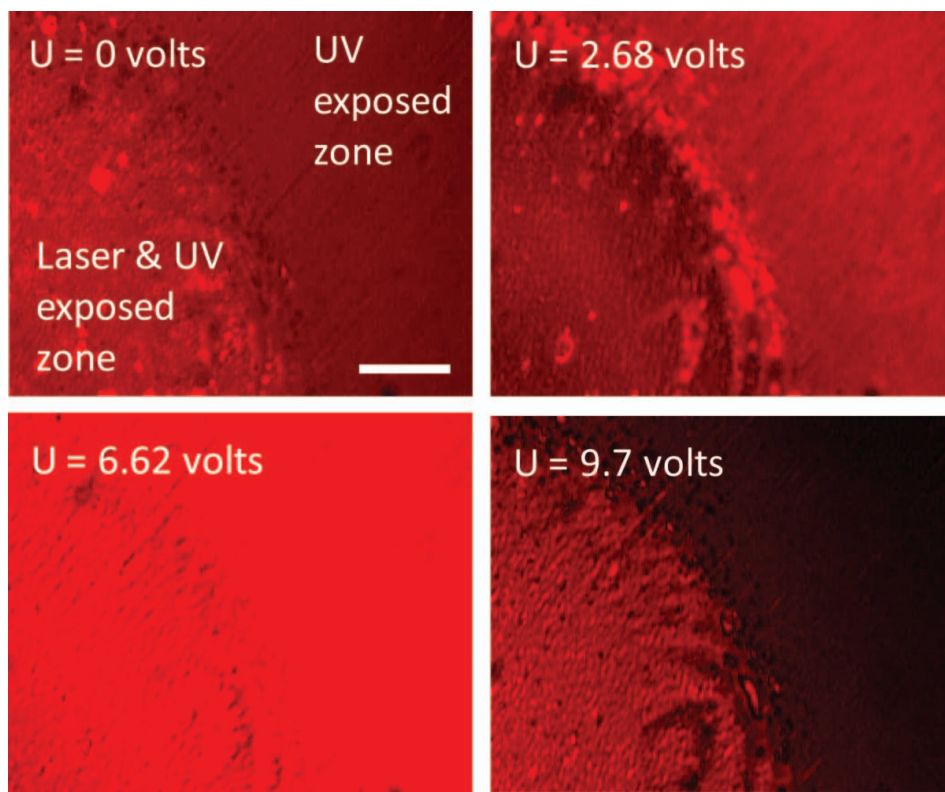 U = 0 volts
UV
exposed
zone
Laser & UV
exposed
zone
U = 2.68 volts
U = 6.62 volts
U = 9.7 volts